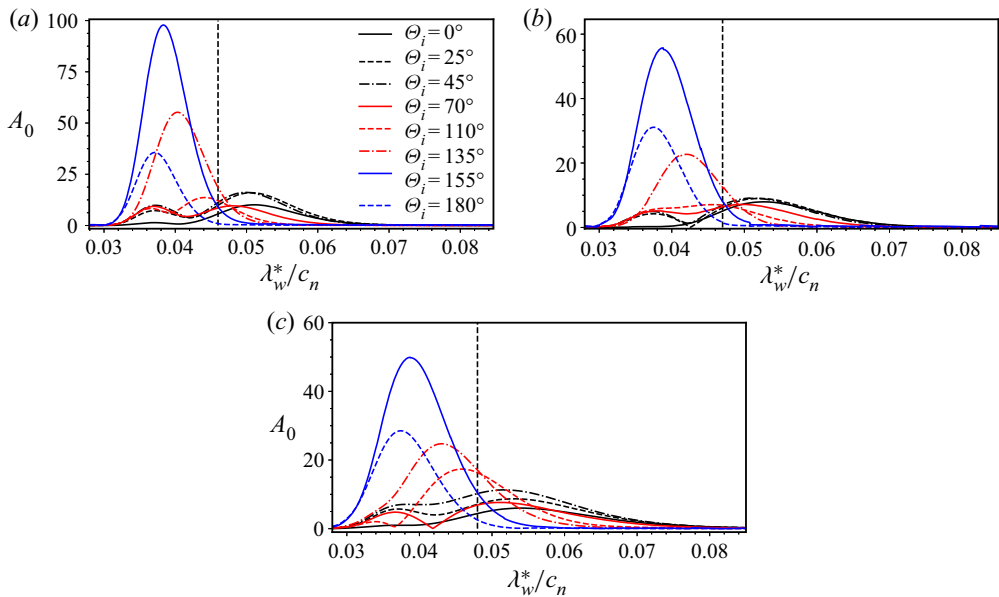 (a)
100
75
50
25
0
A₀
Θᵢ = 0°
Θᵢ = 25°
Θᵢ = 45°
Θᵢ = 70°
Θᵢ = 110°
Θᵢ = 135°
Θᵢ = 155°
Θᵢ = 180°
0.03 0.04 0.05 0.06 0.07 0.08
λ*w/cn
(b)
60
40
20
0
0.03 0.04 0.05 0.06 0.07 0.08
λ*w/cn
(c)
60
40
20
0
A₀
0.03 0.04 0.05 0.06 0.07 0.08
λ*w/cn